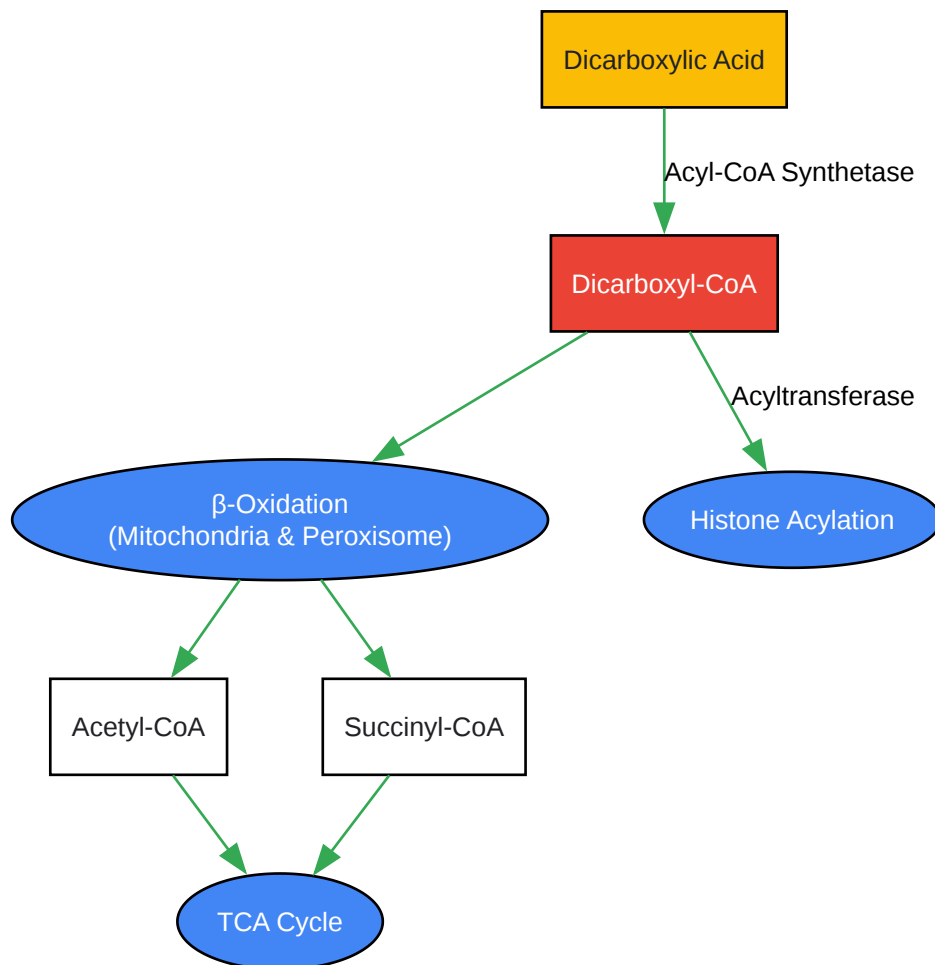 Dicarboxylic Acid
Acyl-CoA Synthetase
Dicarboxyl-CoA
Acyltransferase
β-Oxidation
(Mitochondria & Peroxisome)
Histone Acylation
Acetyl-CoA
Succinyl-CoA
TCA Cycle